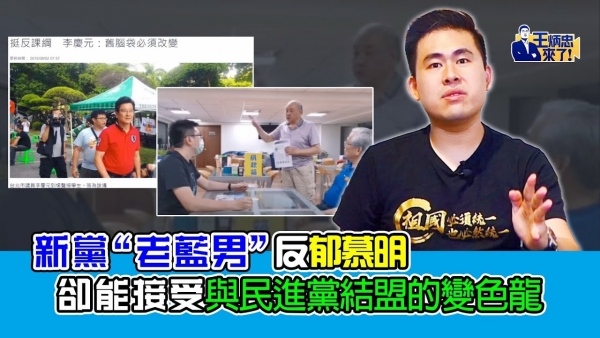 挺反課綱 李慶元：舊腦袋必須改變
王炳忠
來了!
祖國必須統一
也必然統一
新黨“老藍男”反郁慕明
卻能接受與民進黨結盟的變色龍